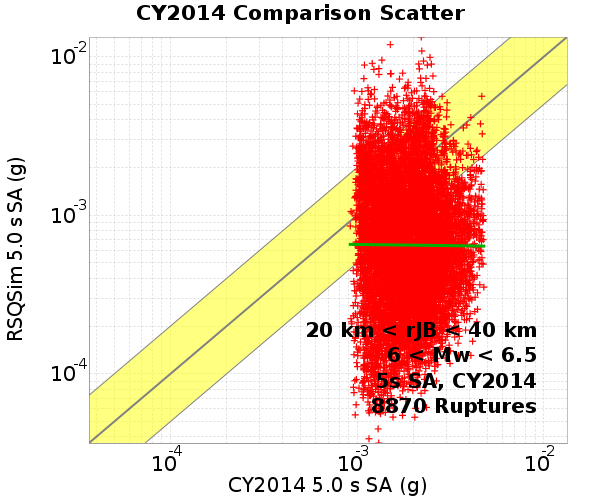 CY2014 Comparison Scatter
10-2
10-3
10-4
RSQSim 5.0 s SA (g)
20 km < rJB < 40 km
6 < Mw < 6.5
5s SA, CY2014
8870 Ruptures
10-4
10-3
10-2
CY2014 5.0 s SA (g)